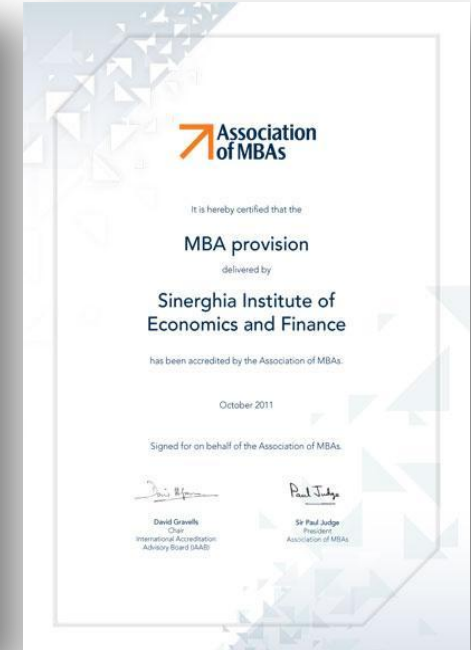 Association
of MBAs
It is hereby certified that the
MBA provision
delivered by
Sinerghia Institute of
Economics and Finance
has been accredited by the Association of MBAs.
October 2011
Signed for on behalf of the Association of MBAs.
Paul Judge
David Gravells
Chair
International Accreditation
Advisory Board (IAAB)
Sir Paul Judge
President
Association of MBAs